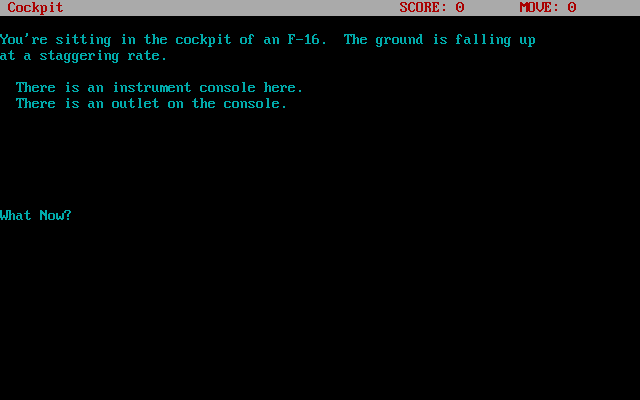 Cockpit SCORE: 0 MOVE: 0
You're sitting in the cockpit of an F-16. The ground is falling up
at a staggering rate.
There is an instrument console here.
There is an outlet on the console.
What Now?